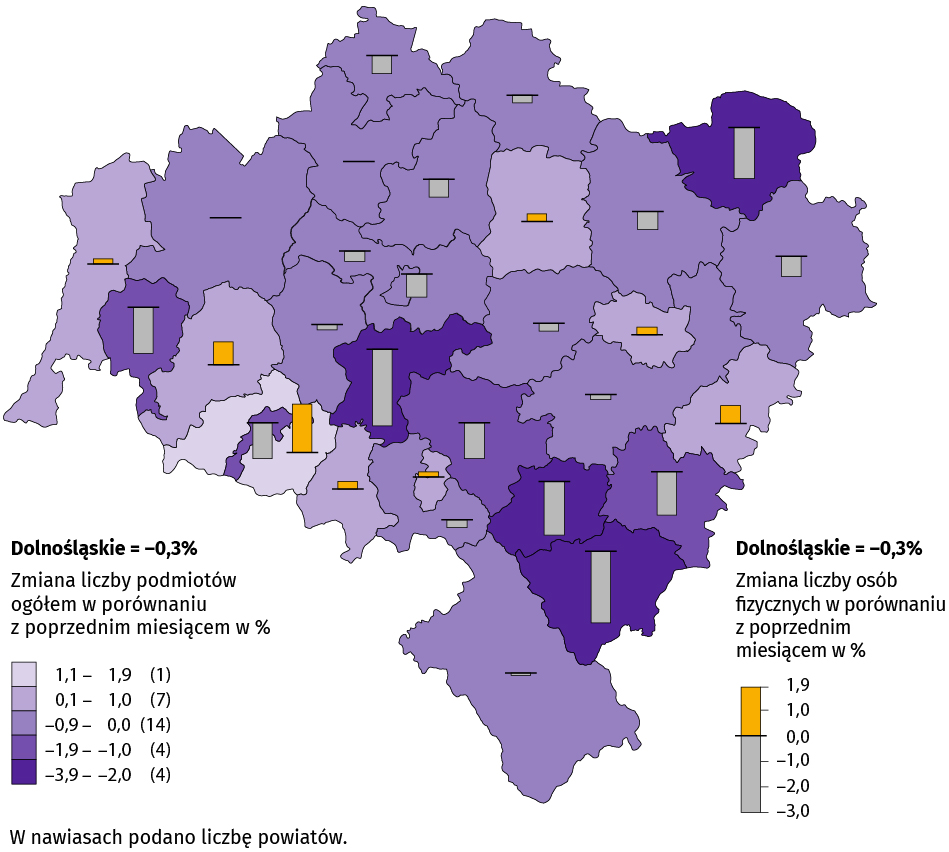 Dolnośląskie = –0,3%
Zmiana liczby podmiotów
ogółem w porównaniu
z poprzednim miesiącem w %
1,1 – 1,9 (1)
0,1 – 1,0 (7)
–0,9 – 0,0 (14)
–1,9 – –1,0 (4)
–3,9 – –2,0 (4)
W nawiasach podano liczbę powiatów.
Dolnośląskie = –0,3%
Zmiana liczby osób
fizycznych w porównaniu
z poprzednim
miesiącem w %
1,9
1,0
0,0
–1,0
–2,0
–3,0